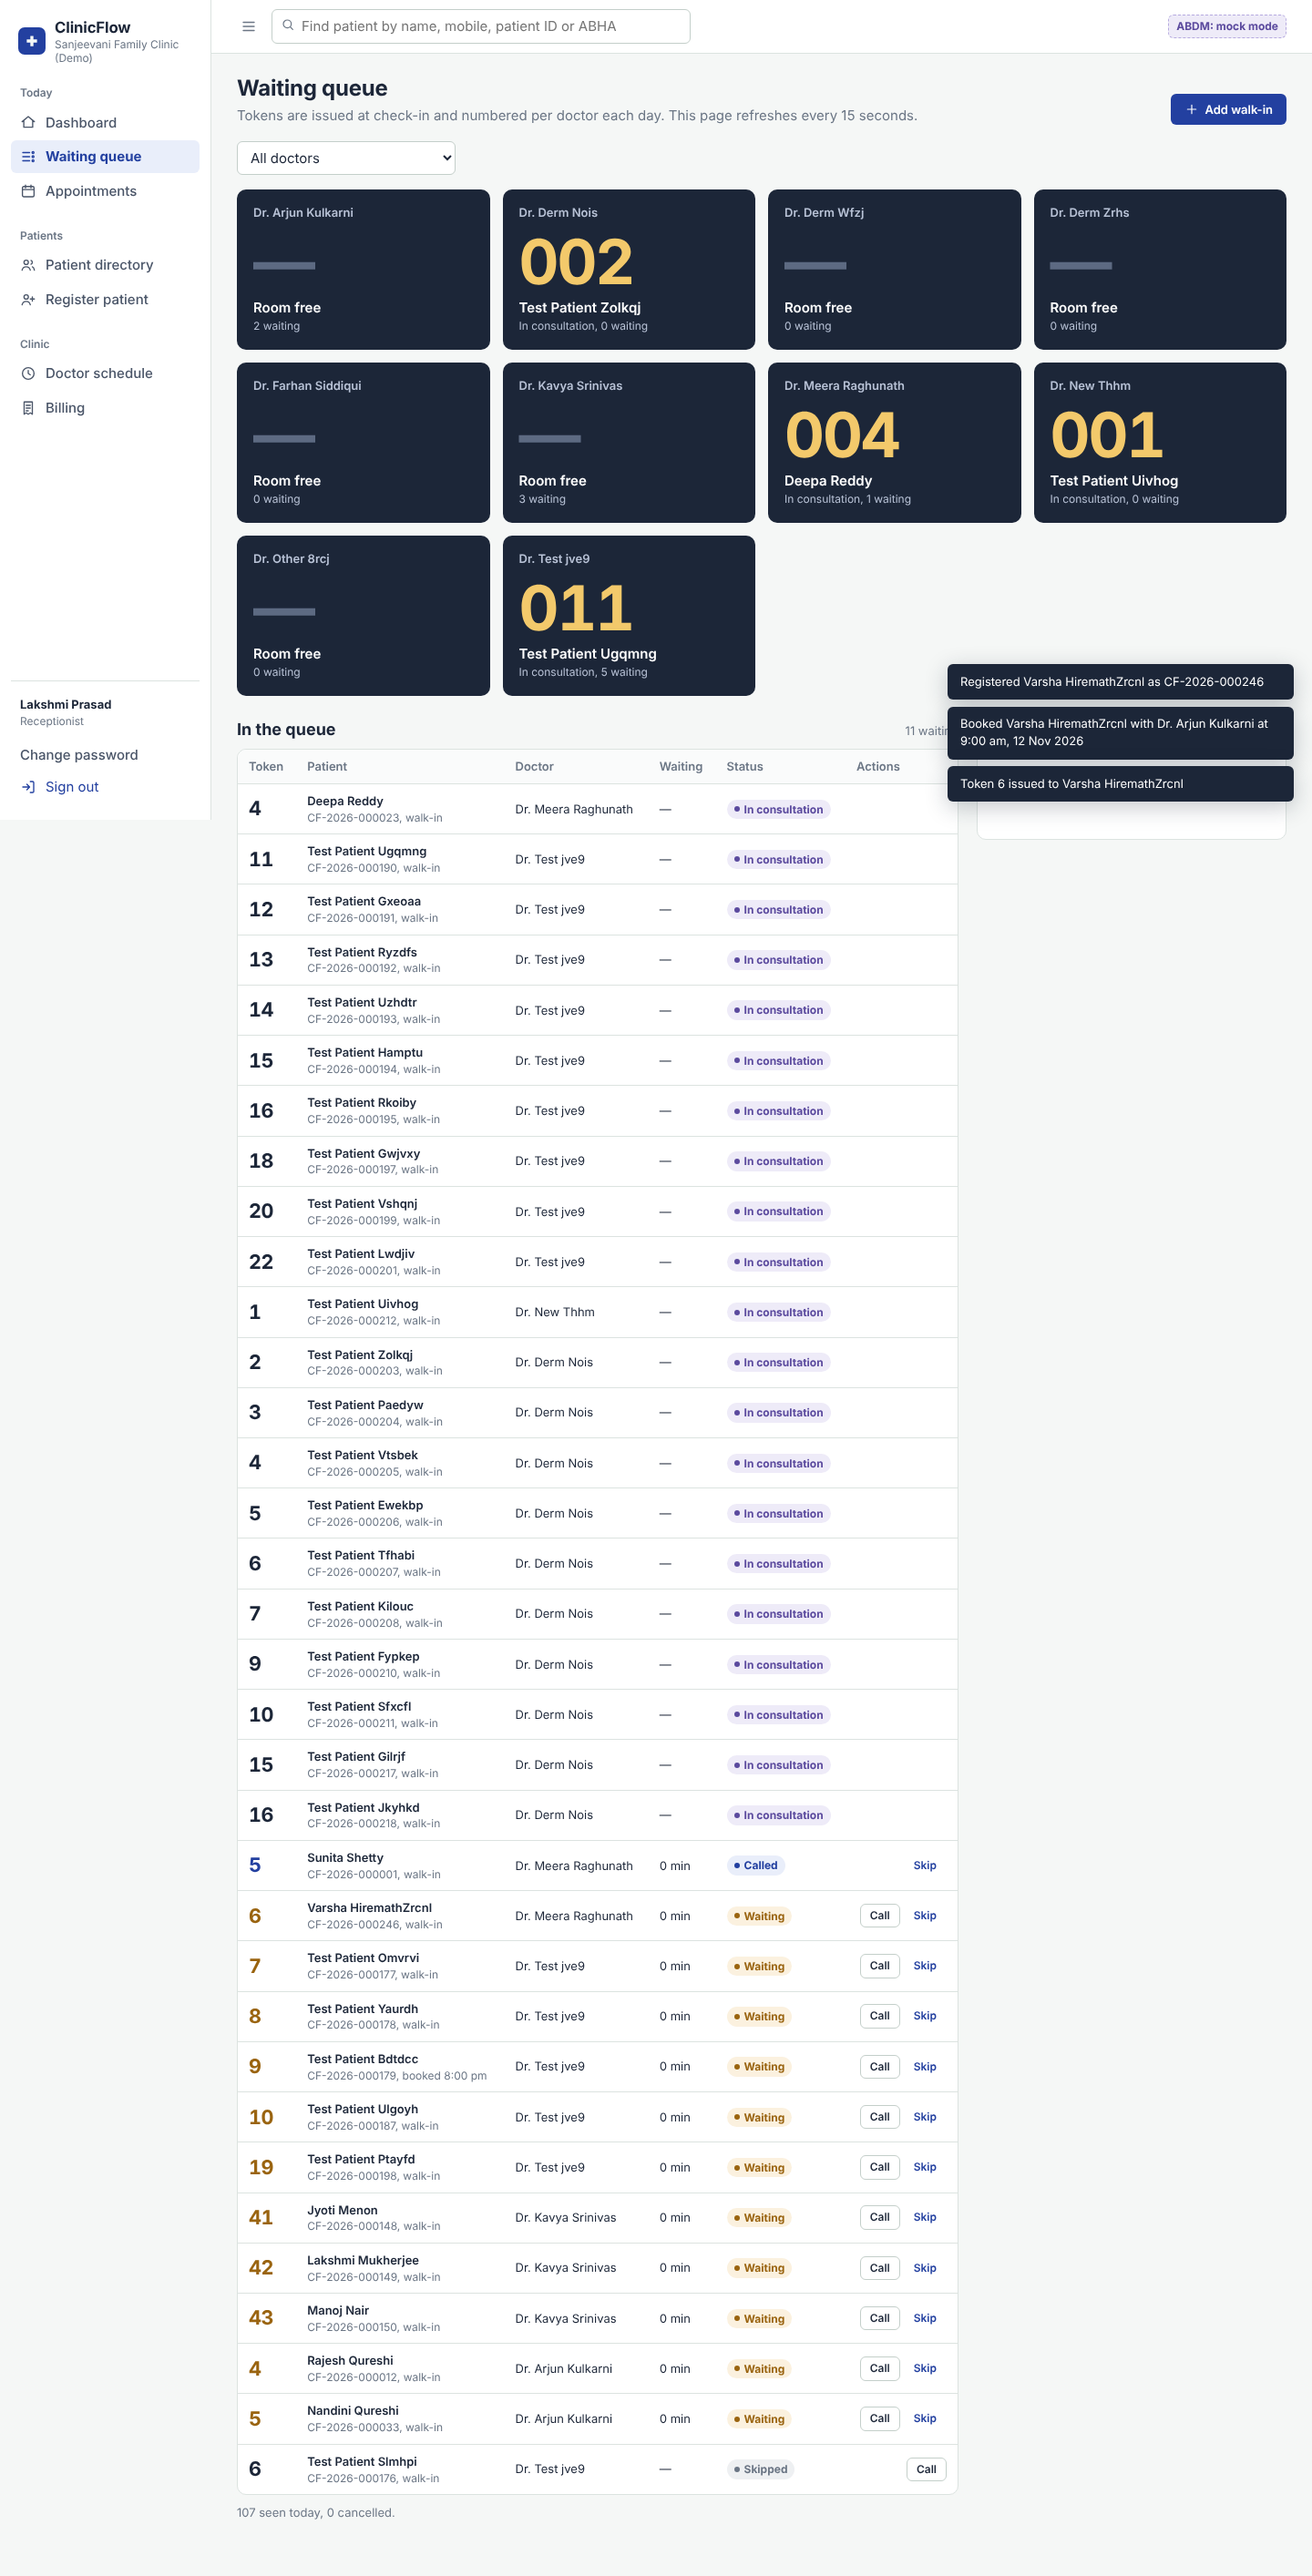 ClinicFlow
Sanjeevani Family Clinic
(Demo)
Today
Dashboard
Waiting queue
Appointments
Patients
Patient directory
Register patient
Clinic
Doctor schedule
Billing
Lakshmi Prasad
Receptionist
Change password
Sign out
Find patient by name, mobile, patient ID or ABHA
ABDM: mock mode
Waiting queue
Tokens are issued at check-in and numbered per doctor each day. This page refreshes every 15 seconds.
Add walk-in
All doctors
Dr. Arjun Kulkarni
—
Room free
2 waiting
Dr. Derm Nois
002
Test Patient Zolkqj
In consultation, 0 waiting
Dr. Derm Wfzj
—
Room free
0 waiting
Dr. Derm Zrhs
—
Room free
0 waiting
Dr. Farhan Siddiqui
—
Room free
0 waiting
Dr. Kavya Srinivas
—
Room free
3 waiting
Dr. Meera Raghunath
004
Deepa Reddy
In consultation, 1 waiting
Dr. New Thhm
001
Test Patient Uivhog
In consultation, 0 waiting
Dr. Other 8rcj
—
Room free
0 waiting
Dr. Test jve9
011
Test Patient Ugqmng
In consultation, 5 waiting
Registered Varsha HiremathZrcnl as CF-2026-000246
Booked Varsha HiremathZrcnl with Dr. Arjun Kulkarni at
9:00 am, 12 Nov 2026
Token 6 issued to Varsha HiremathZrcnl
In the queue
11
Token Patient Doctor Waiting Status Actions
4 Deepa Reddy Dr. Meera Raghunath — In consultation
CF-2026-000023, walk-in
11 Test Patient Ugqmng Dr. Test jve9 — In consultation
CF-2026-000190, walk-in
12 Test Patient Gxeoaa Dr. Test jve9 — In consultation
CF-2026-000191, walk-in
13 Test Patient Ryzdfs Dr. Test jve9 — In consultation
CF-2026-000192, walk-in
14 Test Patient Uzhdtr Dr. Test jve9 — In consultation
CF-2026-000193, walk-in
15 Test Patient Hamptu Dr. Test jve9 — In consultation
CF-2026-000194, walk-in
16 Test Patient Rkoiby Dr. Test jve9 — In consultation
CF-2026-000195, walk-in
18 Test Patient Gwjvxy Dr. Test jve9 — In consultation
CF-2026-000197, walk-in
20 Test Patient Vshqnj Dr. Test jve9 — In consultation
CF-2026-000199, walk-in
22 Test Patient Lwdjiv Dr. Test jve9 — In consultation
CF-2026-000201, walk-in
1 Test Patient Uivhog Dr. New Thhm — In consultation
CF-2026-000212, walk-in
2 Test Patient Zolkqj Dr. Derm Nois — In consultation
CF-2026-000203, walk-in
3 Test Patient Paedyw Dr. Derm Nois — In consultation
CF-2026-000204, walk-in
4 Test Patient Vtsbek Dr. Derm Nois — In consultation
CF-2026-000205, walk-in
5 Test Patient Ewekbp Dr. Derm Nois — In consultation
CF-2026-000206, walk-in
6 Test Patient Tfhabi Dr. Derm Nois — In consultation
CF-2026-000207, walk-in
7 Test Patient Kilouc Dr. Derm Nois — In consultation
CF-2026-000208, walk-in
9 Test Patient Fypkep Dr. Derm Nois — In consultation
CF-2026-000210, walk-in
10 Test Patient Sfxcfl Dr. Derm Nois — In consultation
CF-2026-000211, walk-in
15 Test Patient Gilrjf Dr. Derm Nois — In consultation
CF-2026-000217, walk-in
16 Test Patient Jkyhkd Dr. Derm Nois — In consultation
CF-2026-000218, walk-in
5 Sunita Shetty Dr. Meera Raghunath 0 min Called Skip
CF-2026-000001, walk-in
6 Varsha HiremathZrcnl Dr. Meera Raghunath 0 min Waiting Call Skip
CF-2026-000246, walk-in
7 Test Patient Omvrvi Dr. Test jve9 0 min Waiting Call Skip
CF-2026-000177, walk-in
8 Test Patient Yaurdh Dr. Test jve9 0 min Waiting Call Skip
CF-2026-000178, walk-in
9 Test Patient Bdtdcc Dr. Test jve9 0 min Waiting Call Skip
CF-2026-000179, booked 8:00 pm
10 Test Patient Ulgoyh Dr. Test jve9 0 min Waiting Call Skip
CF-2026-000187, walk-in
19 Test Patient Ptayfd Dr. Test jve9 0 min Waiting Call Skip
CF-2026-000198, walk-in
41 Jyoti Menon Dr. Kavya Srinivas 0 min Waiting Call Skip
CF-2026-000148, walk-in
42 Lakshmi Mukherjee Dr. Kavya Srinivas 0 min Waiting Call Skip
CF-2026-000149, walk-in
43 Manoj Nair Dr. Kavya Srinivas 0 min Waiting Call Skip
CF-2026-000150, walk-in
4 Rajesh Qureshi Dr. Arjun Kulkarni 0 min Waiting Call Skip
CF-2026-000012, walk-in
5 Nandini Qureshi Dr. Arjun Kulkarni 0 min Waiting Call Skip
CF-2026-000033, walk-in
6 Test Patient Slmhpi Dr. Test jve9 — Skipped Call
CF-2026-000176, walk-in
107 seen today, 0 cancelled.